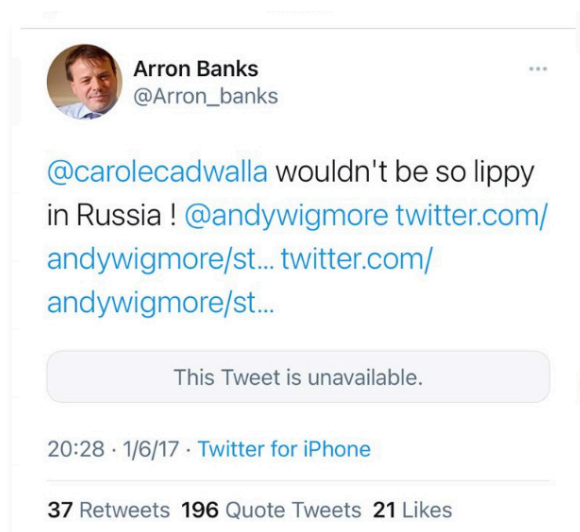 Arron Banks
@Arron_banks
@carolecadwalla wouldn't be so lippy
in Russia ! @andywigmore twitter.com/
andywigmore/st... twitter.com/
andywigmore/st...
This Tweet is unavailable.
20:28 · 1/6/17 · Twitter for iPhone
37 Retweets 196 Quote Tweets 21 Likes